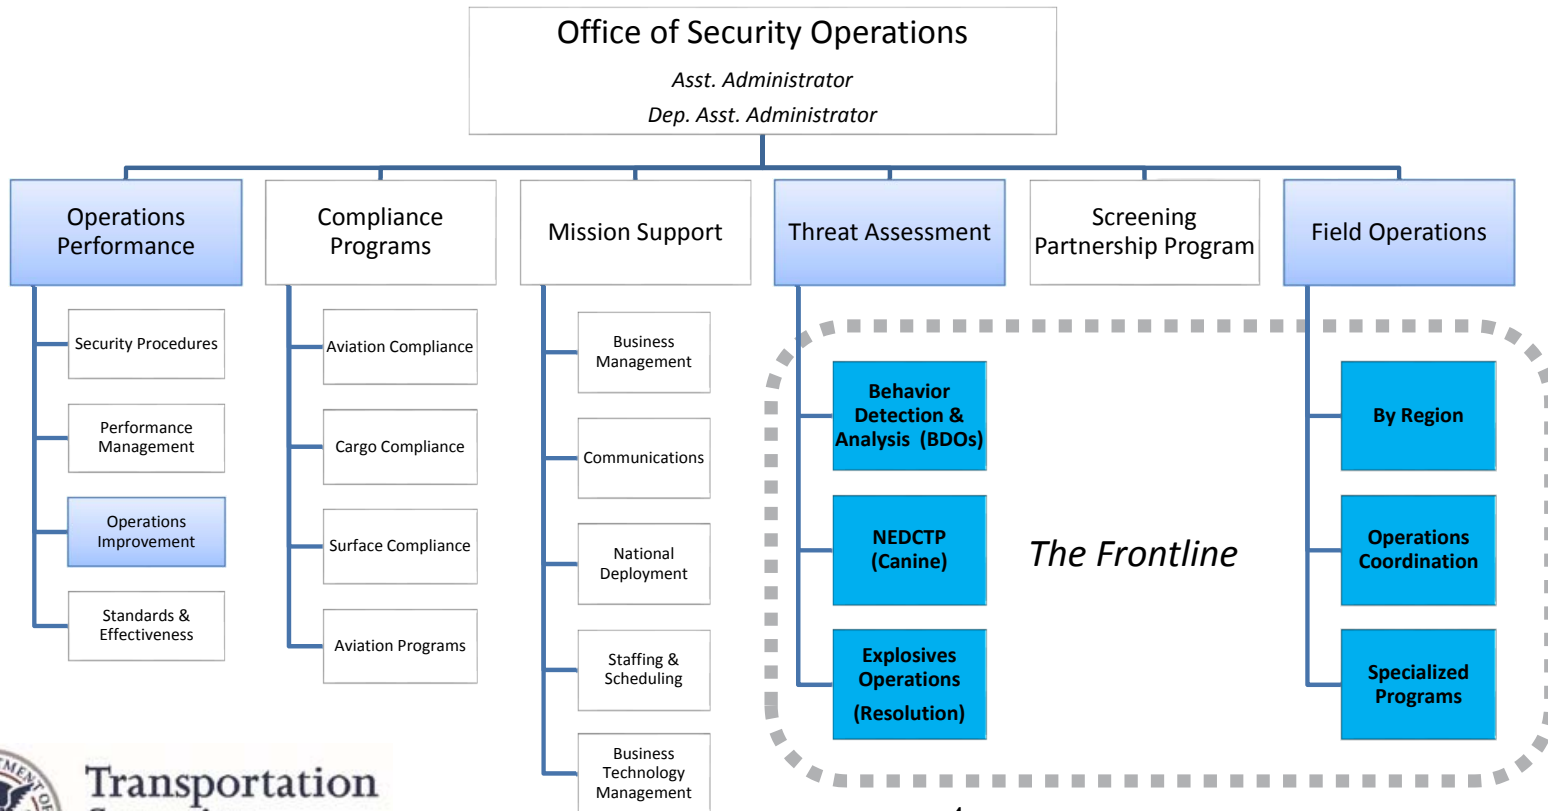 Office of Security Operations
Asst. Administrator
Dep. Asst. Administrator
Operations
Performance
Compliance
Programs
Mission Support
Threat Assessment
Screening
Partnership Program
Field Operations
Security Procedures
Performance
Management
Operations
Improvement
Standards &
Effectiveness
Aviation Compliance
Cargo Compliance
Surface Compliance
Aviation Programs
Business
Management
Communications
National
Deployment
Staffing &
Scheduling
Business
Technology
Management
Behavior
Detection &
Analysis (BDOs)
NEDCTP
(Canine)
Explosives
Operations
(Resolution)
The Frontline
By Region
Operations
Coordination
Specialized
Programs
Transportation